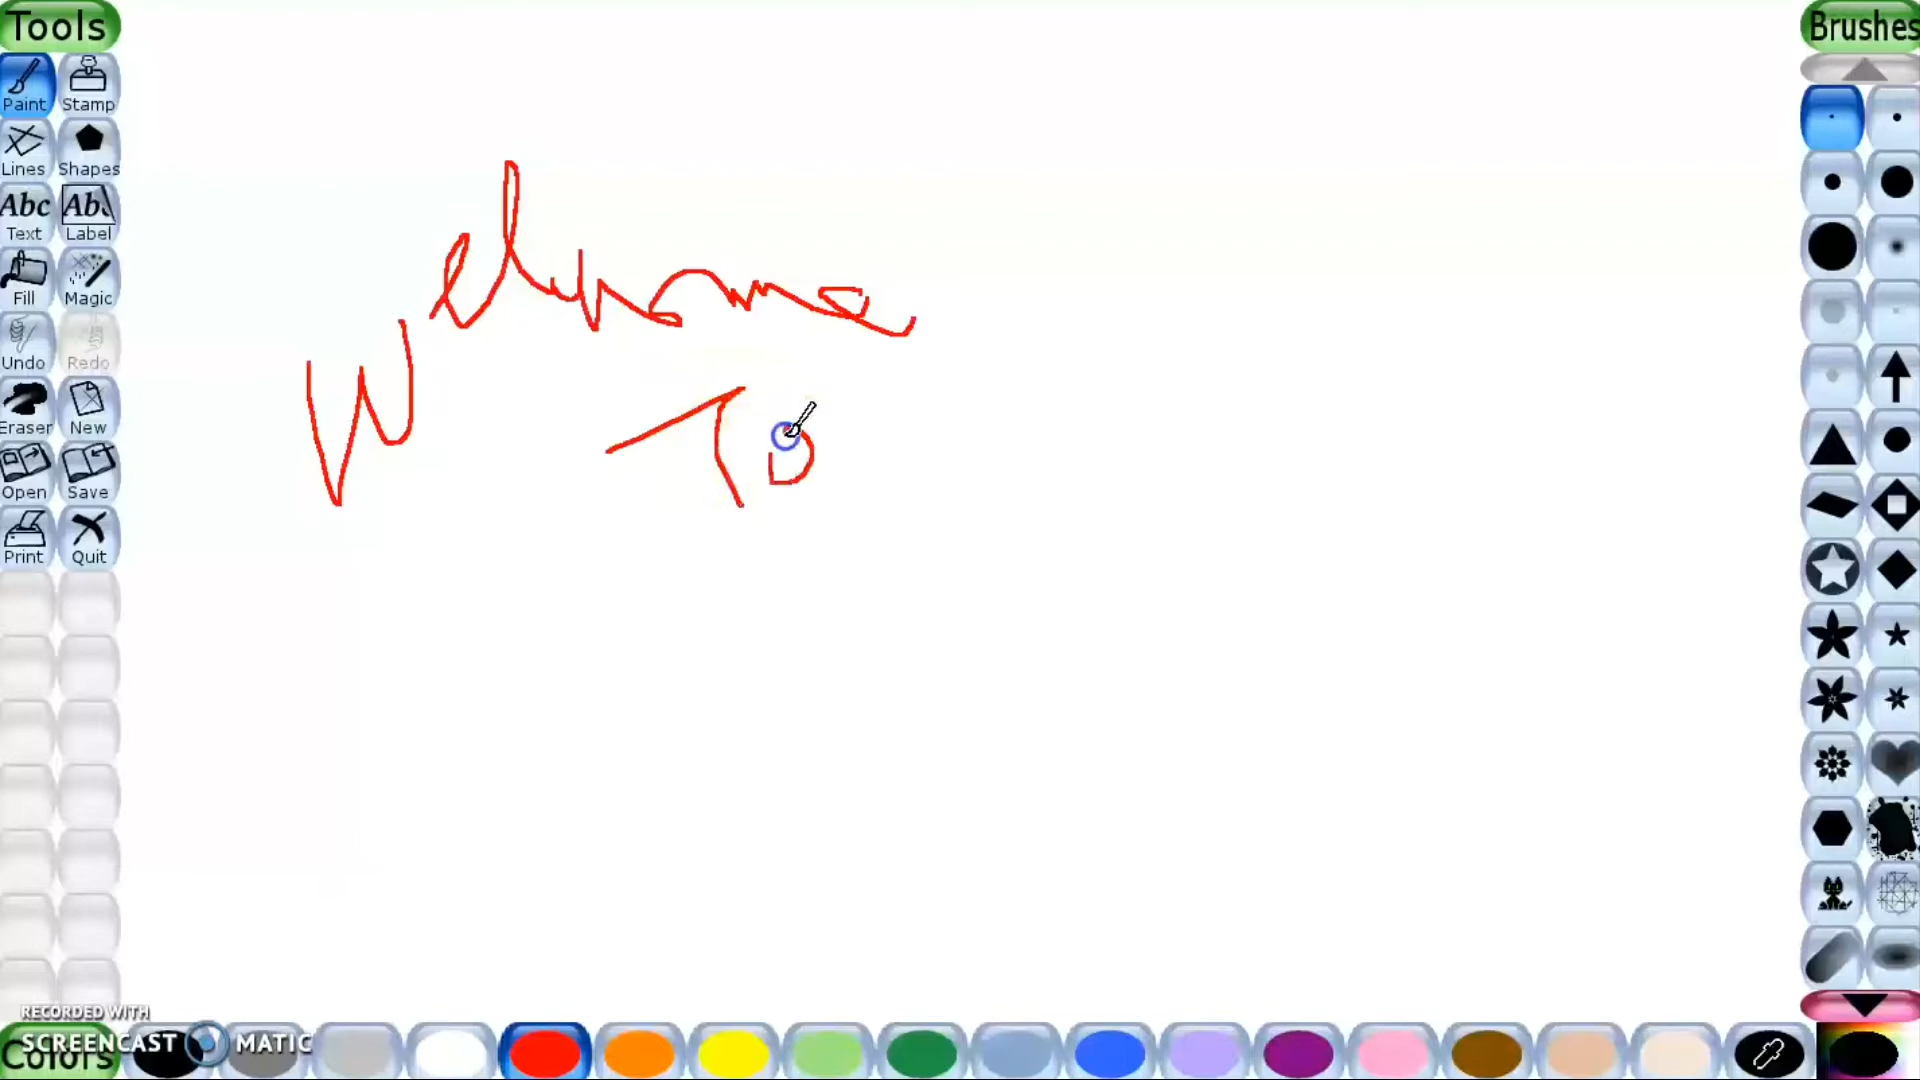 Tools
Brushes
Paint Stamp
Lines Shapes
Abc Abc
Text Label
Fill Magic
Undo Redo
Eraser New
Open Save
Print Quit
Welcome
To
RECORDED WITH
SCREENCAST MATIC
Colors